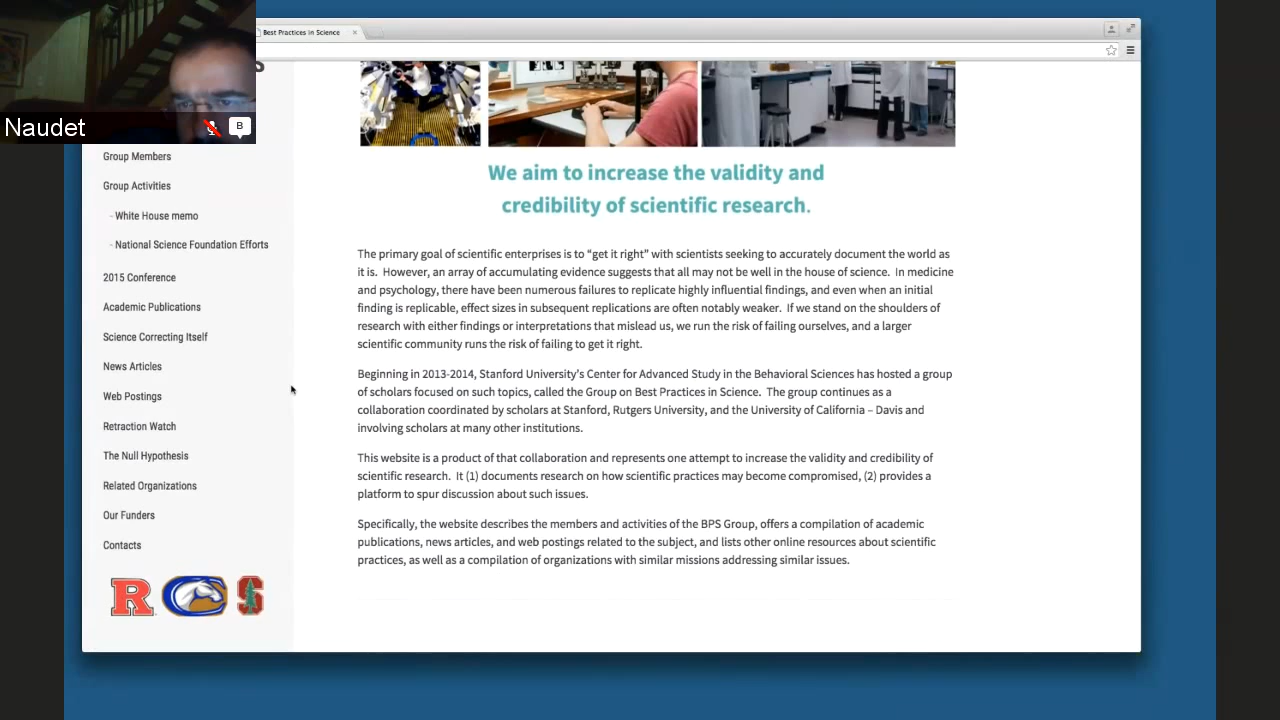 Best Practices in Science
Naudet
B
Group Members
Group Activities
- White House memo
- National Science Foundation Efforts
2015 Conference
Academic Publications
Science Correcting Itself
News Articles
Web Postings
Retraction Watch
The Null Hypothesis
Related Organizations
Our Funders
Contacts
R
S
We aim to increase the validity and
credibility of scientific research.
The primary goal of scientific enterprises is to “get it right” with scientists seeking to accurately document the world as
it is. However, an array of accumulating evidence suggests that all may not be well in the house of science. In medicine
and psychology, there have been numerous failures to replicate highly influential findings, and even when an initial
finding is replicable, effect sizes in subsequent replications are often notably weaker. If we stand on the shoulders of
research with either findings or interpretations that mislead us, we run the risk of failing ourselves, and a larger
scientific community runs the risk of failing to get it right.
Beginning in 2013-2014, Stanford University’s Center for Advanced Study in the Behavioral Sciences has hosted a group
of scholars focused on such topics, called the Group on Best Practices in Science. The group continues as a
collaboration coordinated by scholars at Stanford, Rutgers University, and the University of California – Davis and
involving scholars at many other institutions.
This website is a product of that collaboration and represents one attempt to increase the validity and credibility of
scientific research. It (1) documents research on how scientific practices may become compromised, (2) provides a
platform to spur discussion about such issues.
Specifically, the website describes the members and activities of the BPS Group, offers a compilation of academic
publications, news articles, and web postings related to the subject, and lists other online resources about scientific
practices, as well as a compilation of organizations with similar missions addressing similar issues.